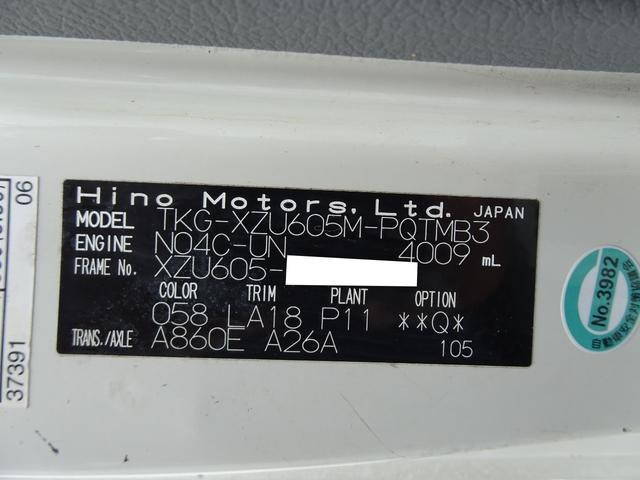 Hino Motors, Ltd. JAPAN
MODEL TKG-XZU605M-PQTMB3
ENGINE N04C-UN 4009 mL
FRAME No. XZU605-
COLOR TRIM PLANT OPTION
058 LA18 P11 **Q*
TRANS./AXLE A860E A26A 105
06
37391
No.3982